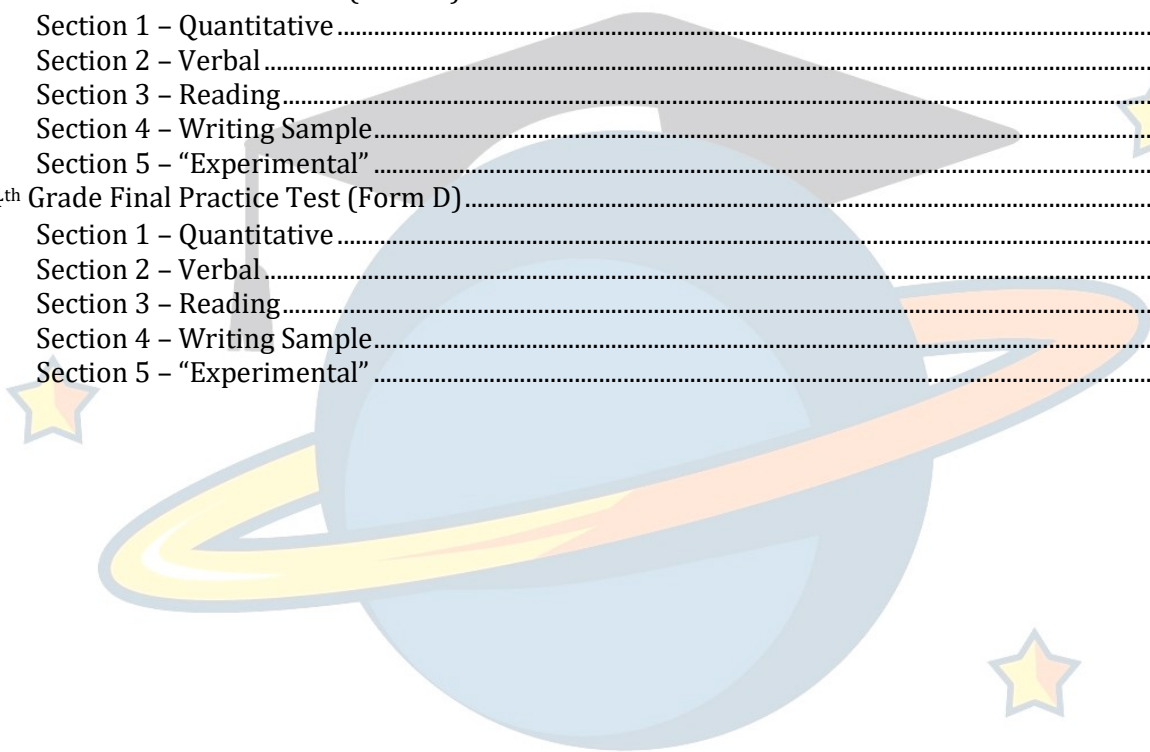 Section 1 – Quantitative
Section 2 – Verbal
Section 3 – Reading
Section 4 – Writing Sample
Section 5 – “Experimental”
th Grade Final Practice Test (Form D)
Section 1 – Quantitative
Section 2 – Verbal
Section 3 – Reading
Section 4 – Writing Sample
Section 5 – “Experimental”